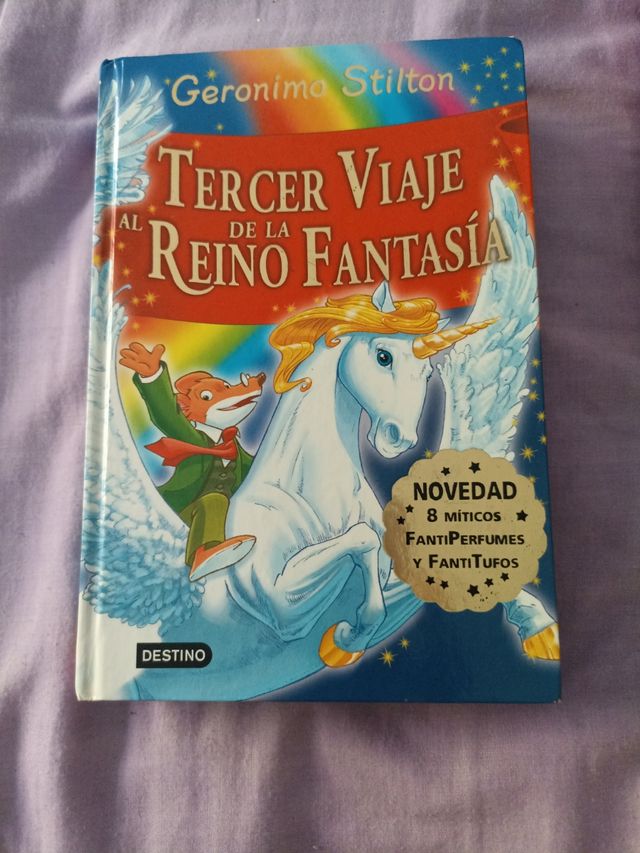 Geronimo Stilton
TERCER VIAJE
AL DE LA
REINO FANTASÍA
NOVEDAD
8 MÍTICOS
FANTIPERFUMES
Y FANTITUFOS
DESTINO